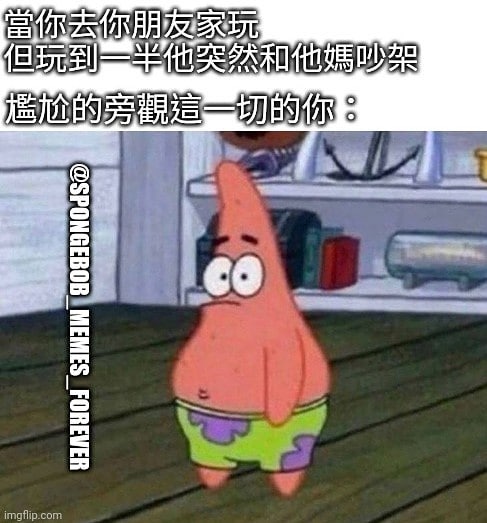 當你去你朋友家玩
但玩到一半他突然和他媽吵架
尷尬的旁觀這一切的你：
@SPONGEBOB_MEMES_FOREVER
imgflip.com